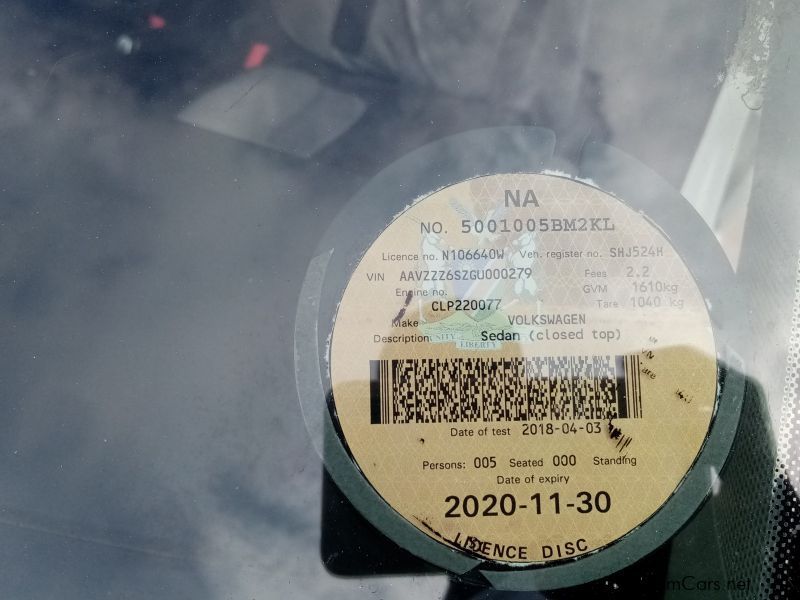 NA
NO. 5001005BM2KL
Licence no. N106640W Veh. register no. SHJ524H
VIN AAVZZZ6SZGU000279 Fees 2.2
Engine no. GVM 1610kg
CLP220077 Tare 1040 kg
Make VOLKSWAGEN
Description Sedan (closed top)
UNITY LIBERTY
Date of test 2018-04-03
Persons: 005 Seated 000 Standing
Date of expiry
2020-11-30
LICENCE DISC